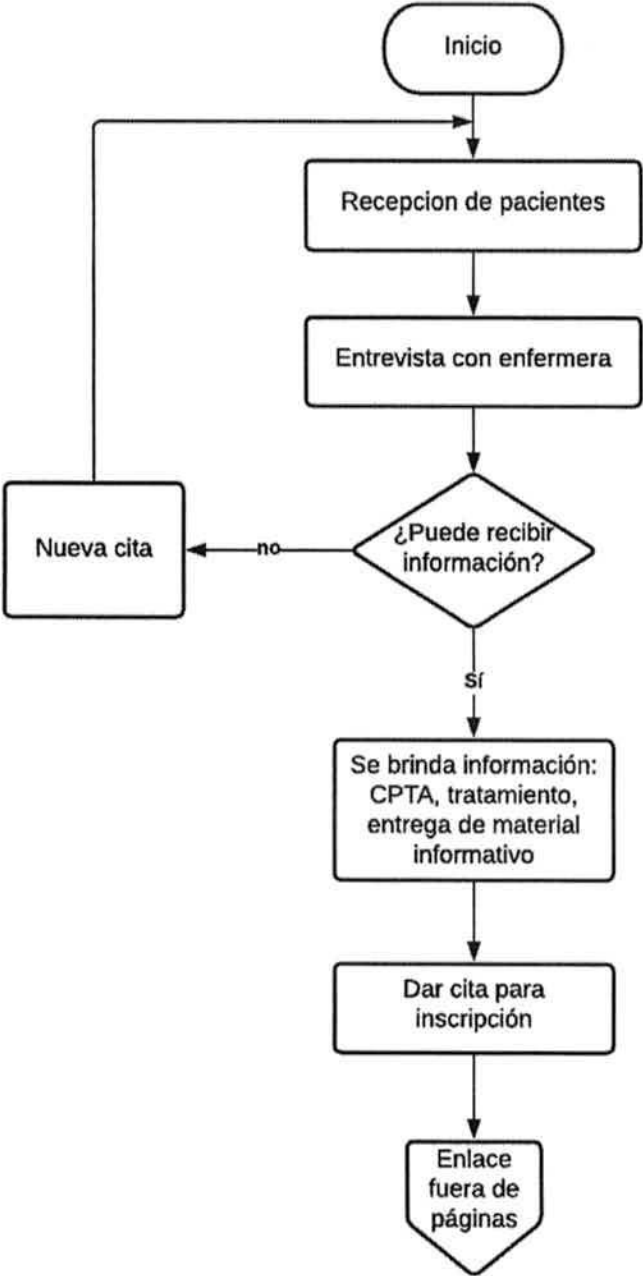 Inicio
Recepcion de pacientes
Entrevista con enfermera
¿Puede recibir
información?
no
Nueva cita
Sí
Se brinda información:
CPTA, tratamiento,
entrega de material
informativo
Dar cita para
inscripción
Enlace
fuera de
páginas